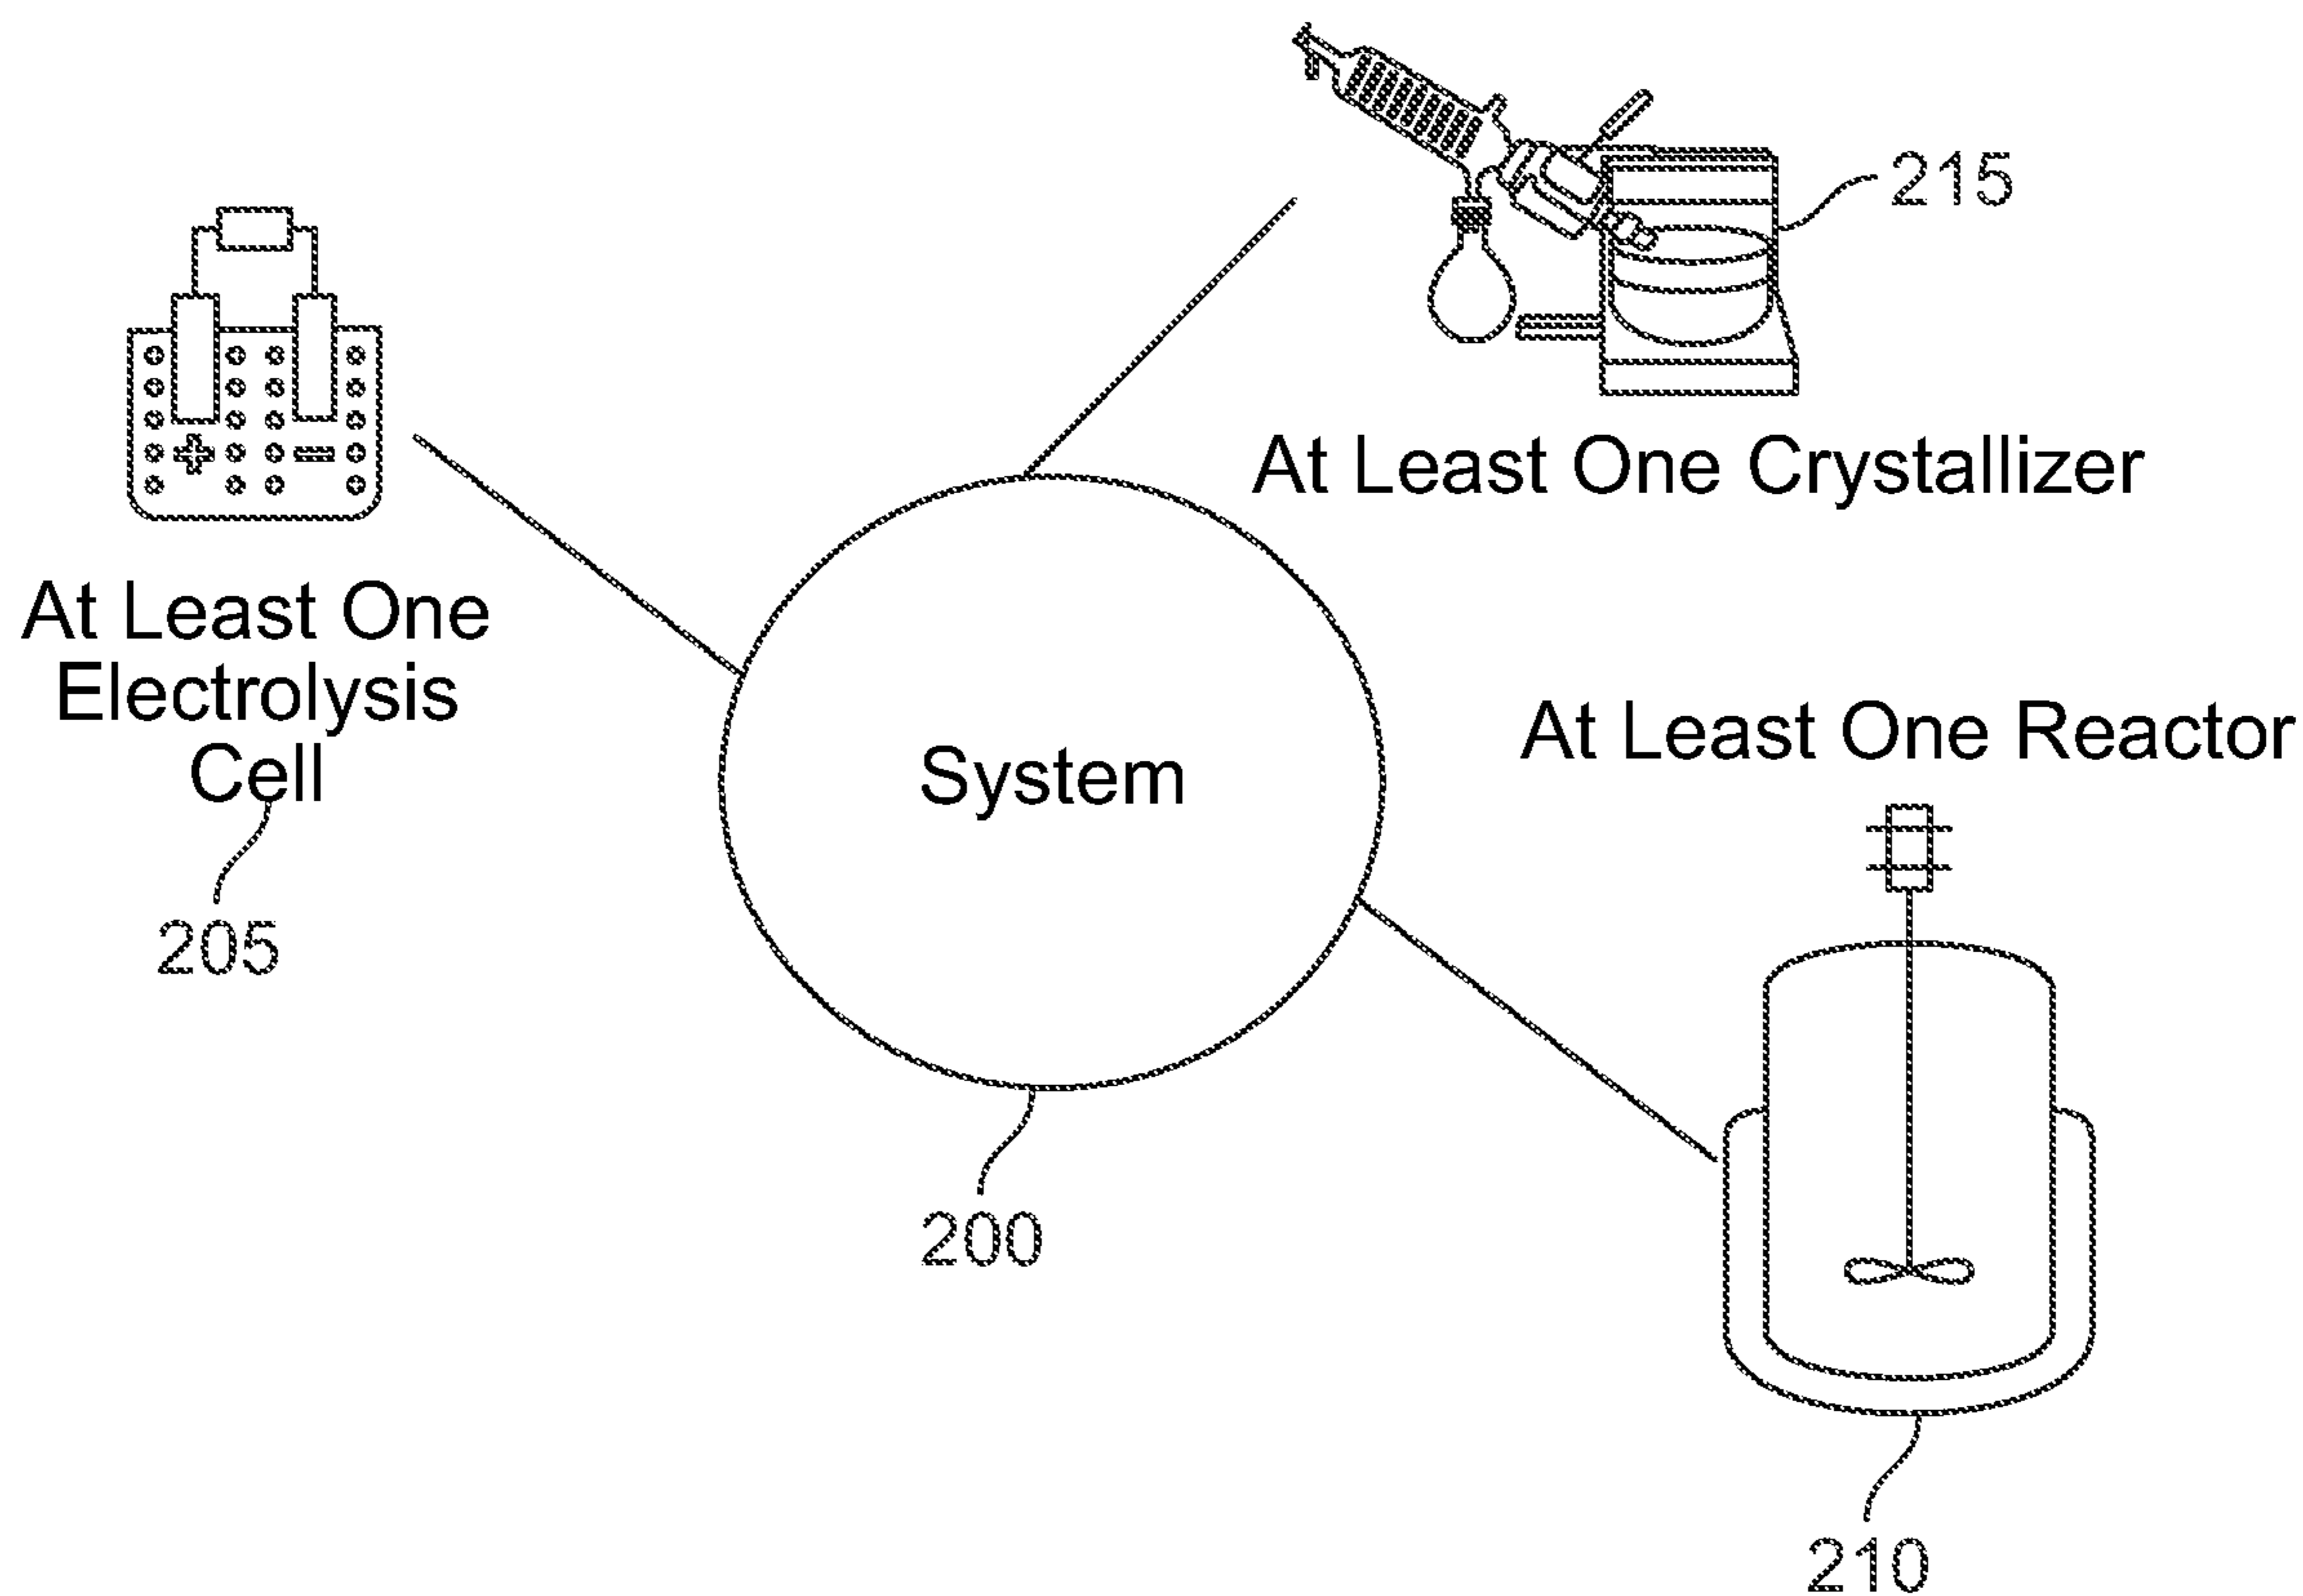 215
At Least One Crystallizer
At Least One
Electrolysis
Cell
205
System
200
At Least One Reactor
210